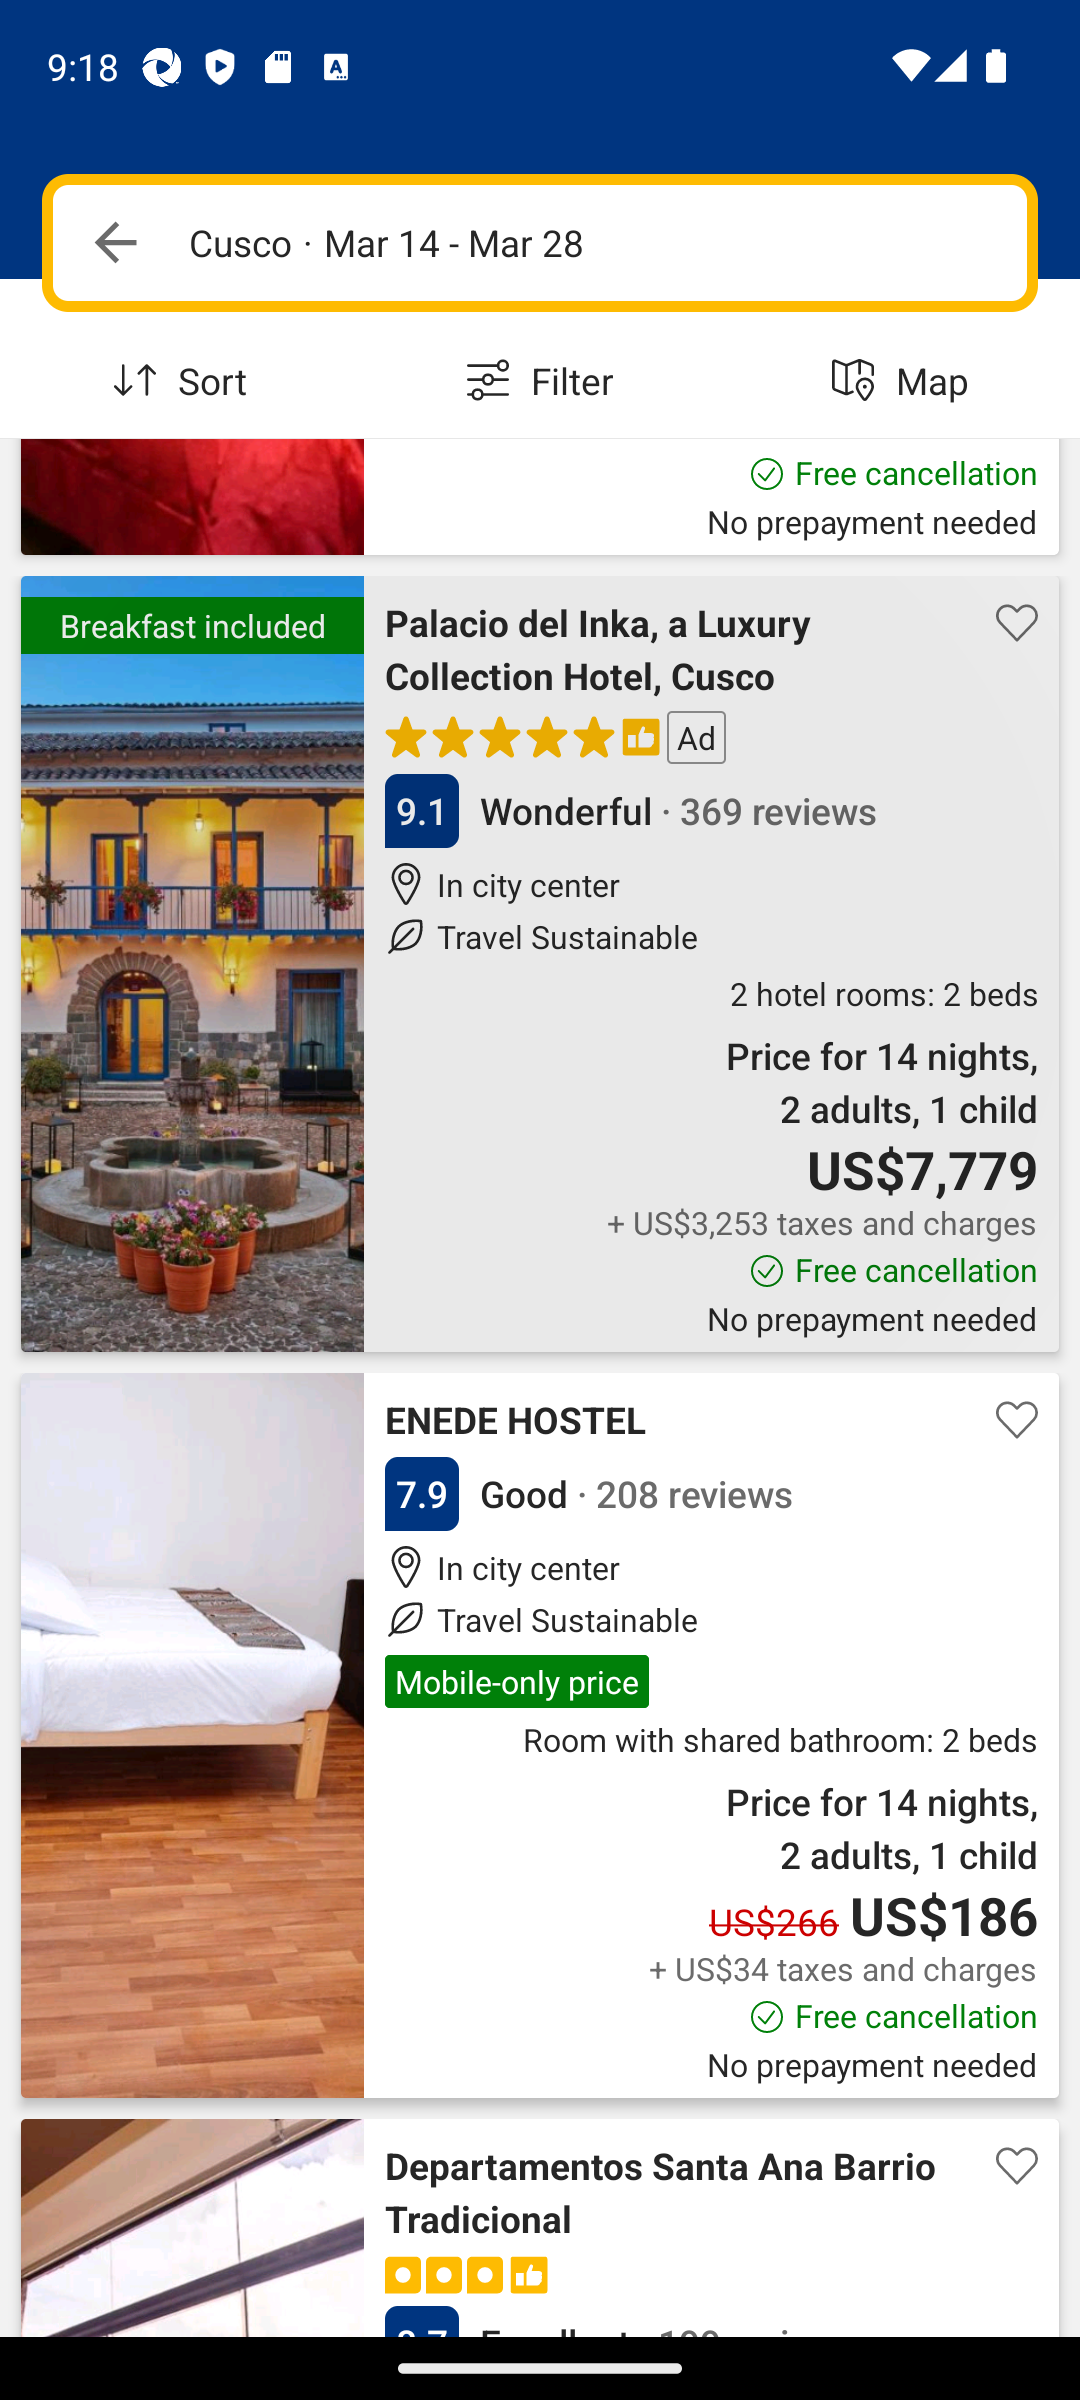 9:18
Cusco · Mar 14 - Mar 28
Sort
Filter
Map
Free cancellation
No prepayment needed
Breakfast included
Palacio del Inka, a Luxury
Collection Hotel, Cusco
Ad
9.1 Wonderful · 369 reviews
In city center
Travel Sustainable
2 hotel rooms: 2 beds
Price for 14 nights,
2 adults, 1 child
US$7,779
+ US$3,253 taxes and charges
Free cancellation
No prepayment needed
ENEDE HOSTEL
7.9 Good · 208 reviews
In city center
Travel Sustainable
Mobile-only price
Room with shared bathroom: 2 beds
Price for 14 nights,
2 adults, 1 child
US$266 US$186
+ US$34 taxes and charges
Free cancellation
No prepayment needed
Departamentos Santa Ana Barrio
Tradicional